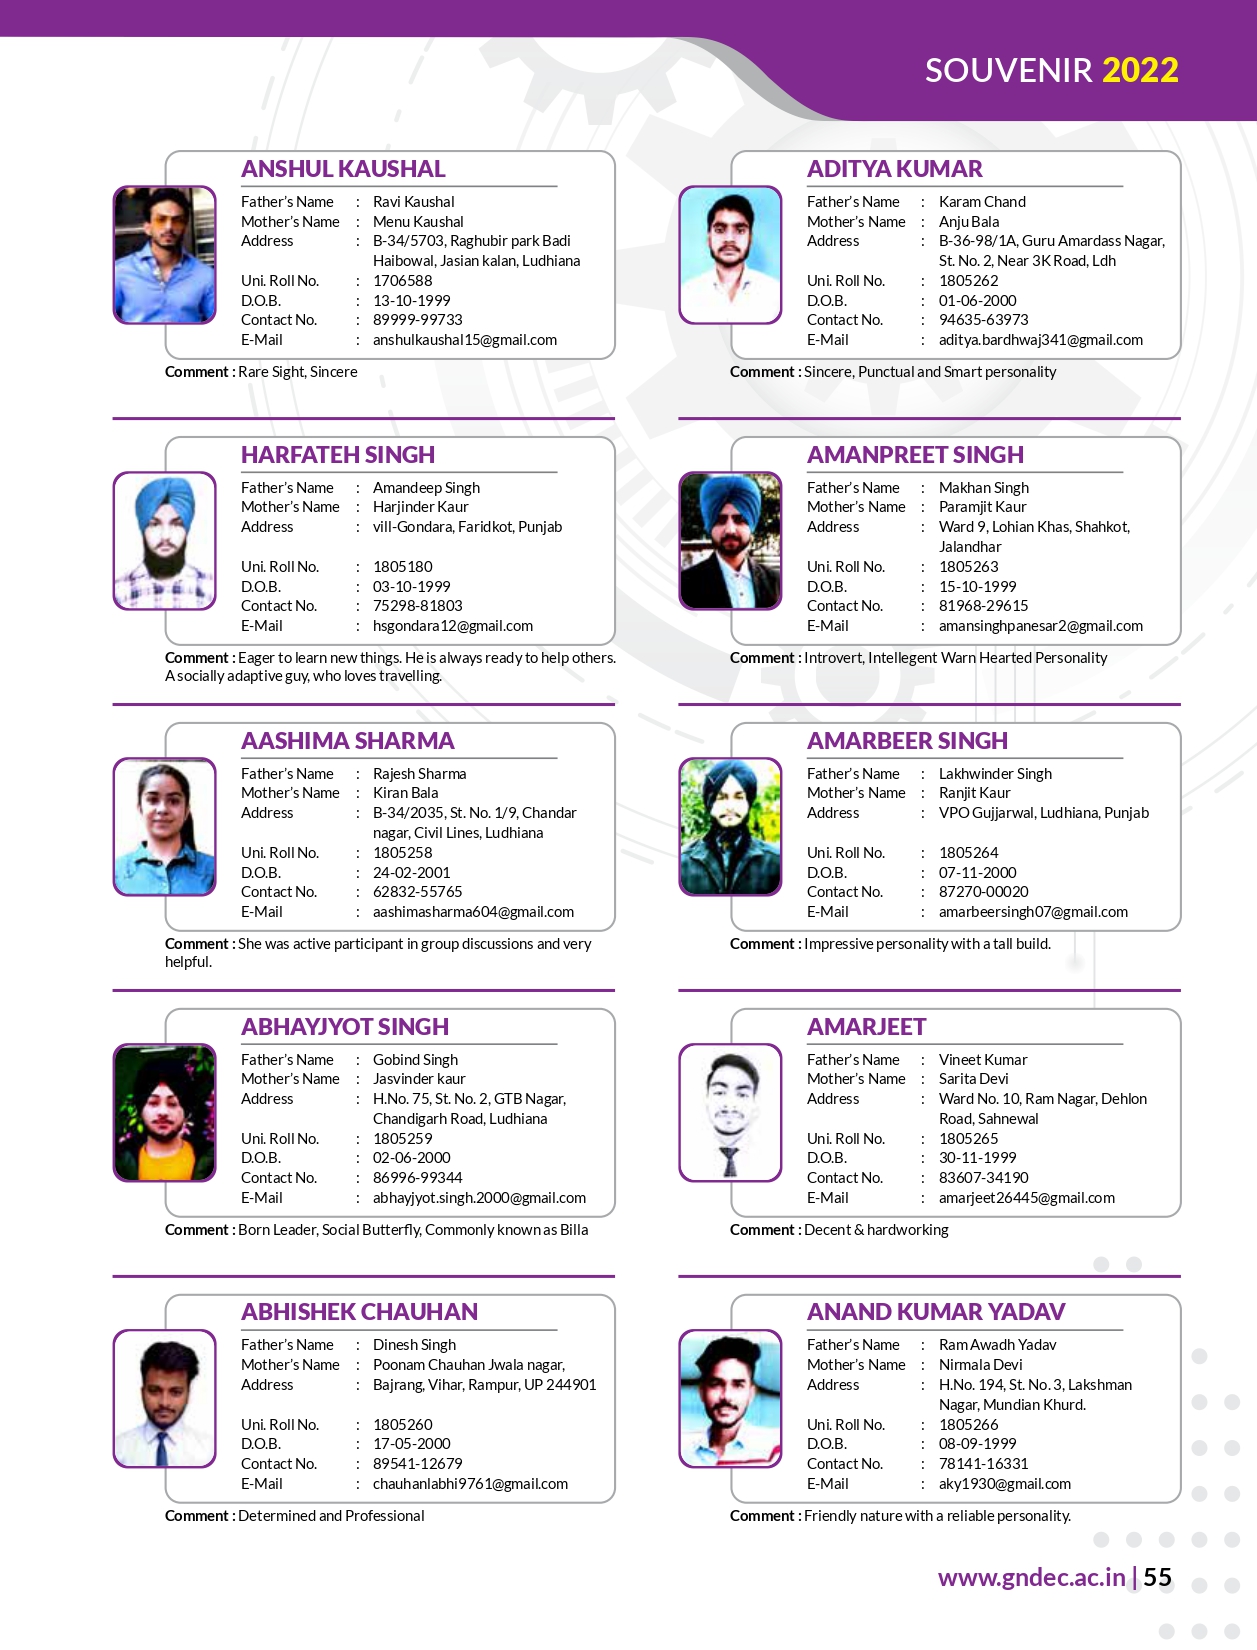 SOUVENIR 2022
ANSHUL KAUSHAL
Father's Name : Ravi Kaushal
Mother's Name : Menu Kaushal
Address : B-34/5703, Raghubir park Badi
Haibowal, Jasian kalan, Ludhiana
Uni. Roll No. : 1706588
D.O.B. : 13-10-1999
Contact No. : 89999-99733
E-Mail : anshulkaushal15@gmail.com
Comment : Rare Sight, Sincere
HARFATEH SINGH
Father's Name : Amandeep Singh
Mother's Name : Harjinder Kaur
Address : vill-Gondara, Faridkot, Punjab
Uni. Roll No. : 1805180
D.O.B. : 03-10-1999
Contact No. : 75298-81803
E-Mail : hsgondara12@gmail.com
Comment : Eager to learn new things. He is always ready to help others.
A socially adaptive guy, who loves travelling.
AASHIMA SHARMA
Father's Name : Rajesh Sharma
Mother's Name : Kiran Bala
Address : B-34/2035, St. No. 1/9, Chandar
nagar, Civil Lines, Ludhiana
Uni. Roll No. : 1805258
D.O.B. : 24-02-2001
Contact No. : 62832-55765
E-Mail : aashimasharma604@gmail.com
Comment : She was active participant in group discussions and very
helpful.
ABHAYJYOT SINGH
Father's Name : Gobind Singh
Mother's Name : Jasvinder kaur
Address : H.No. 75, St. No. 2, GTB Nagar,
Chandigarh Road, Ludhiana
Uni. Roll No. : 1805259
D.O.B. : 02-06-2000
Contact No. : 86996-99344
E-Mail : abhayjyot.singh.2000@gmail.com
Comment : Born Leader, Social Butterfly, Commonly known as Billa
ABHISHEK CHAUHAN
Father's Name : Dinesh Singh
Mother's Name : Poonam Chauhan Jwala nagar,
Address : Bajrang, Vihar, Rampur, UP 244901
Uni. Roll No. : 1805260
D.O.B. : 17-05-2000
Contact No. : 89541-12679
E-Mail : chauhanlabhi9761@gmail.com
Comment : Determined and Professional
ADITYA KUMAR
Father's Name : Karam Chand
Mother's Name : Anju Bala
Address : B-36-98/1A, Guru Amardass Nagar,
St. No. 2, Near 3K Road, Ldh
Uni. Roll No. : 1805262
D.O.B. : 01-06-2000
Contact No. : 94635-63973
E-Mail : aditya.bardhwaj341@gmail.com
Comment : Sincere, Punctual and Smart personality
AMANPREET SINGH
Father's Name : Makhan Singh
Mother's Name : Paramjit Kaur
Address : Ward 9, Lohian Khas, Shahkot,
Jalandhar
Uni. Roll No. : 1805263
D.O.B. : 15-10-1999
Contact No. : 81968-29615
E-Mail : amansinghpanesar2@gmail.com
Comment : Introvert, Intellegent Warn Hearted Personality
AMARBEER SINGH
Father's Name : Lakhwinder Singh
Mother's Name : Ranjit Kaur
Address : VPO Gujjarwal, Ludhiana, Punjab
Uni. Roll No. : 1805264
D.O.B. : 07-11-2000
Contact No. : 87270-00020
E-Mail : amarbeersingh07@gmail.com
Comment : Impressive personality with a tall build.
AMARJEET
Father's Name : Vineet Kumar
Mother's Name : Sarita Devi
Address : Ward No. 10, Ram Nagar, Dehlon
Road, Sahnewal
Uni. Roll No. : 1805265
D.O.B. : 30-11-1999
Contact No. : 83607-34190
E-Mail : amarjeet26445@gmail.com
Comment : Decent & hardworking
ANAND KUMAR YADAV
Father's Name : Ram Awadh Yadav
Mother's Name : Nirmala Devi
Address : H.No. 194, St. No. 3, Lakshman
Nagar, Mundian Khurd.
Uni. Roll No. : 1805266
D.O.B. : 08-09-1999
Contact No. : 78141-16331
E-Mail : aky1930@gmail.com
Comment : Friendly nature with a reliable personality.
www.gndec.ac.in | 55